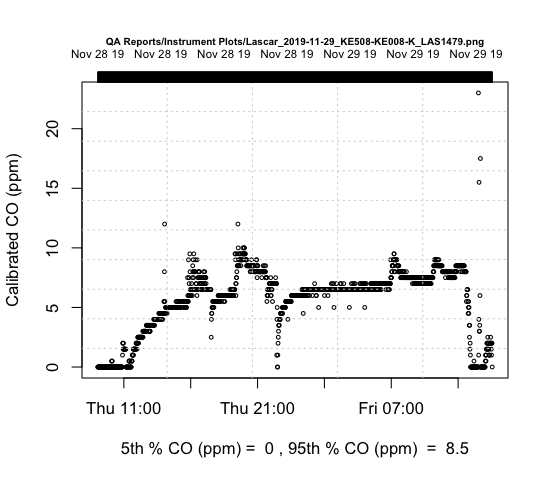 QA Reports/Instrument Plots/Lascar_2019-11-29_KE508-KE008-K_LAS1479.png
Nov 28 19 Nov 28 19 Nov 28 19 Nov 28 19 Nov 29 19 Nov 29 19 Nov 29 19
Calibrated CO (ppm)
20
15
10
5
0
Thu 11:00 Thu 21:00 Fri 07:00
5th % CO (ppm) = 0 , 95th % CO (ppm) = 8.5